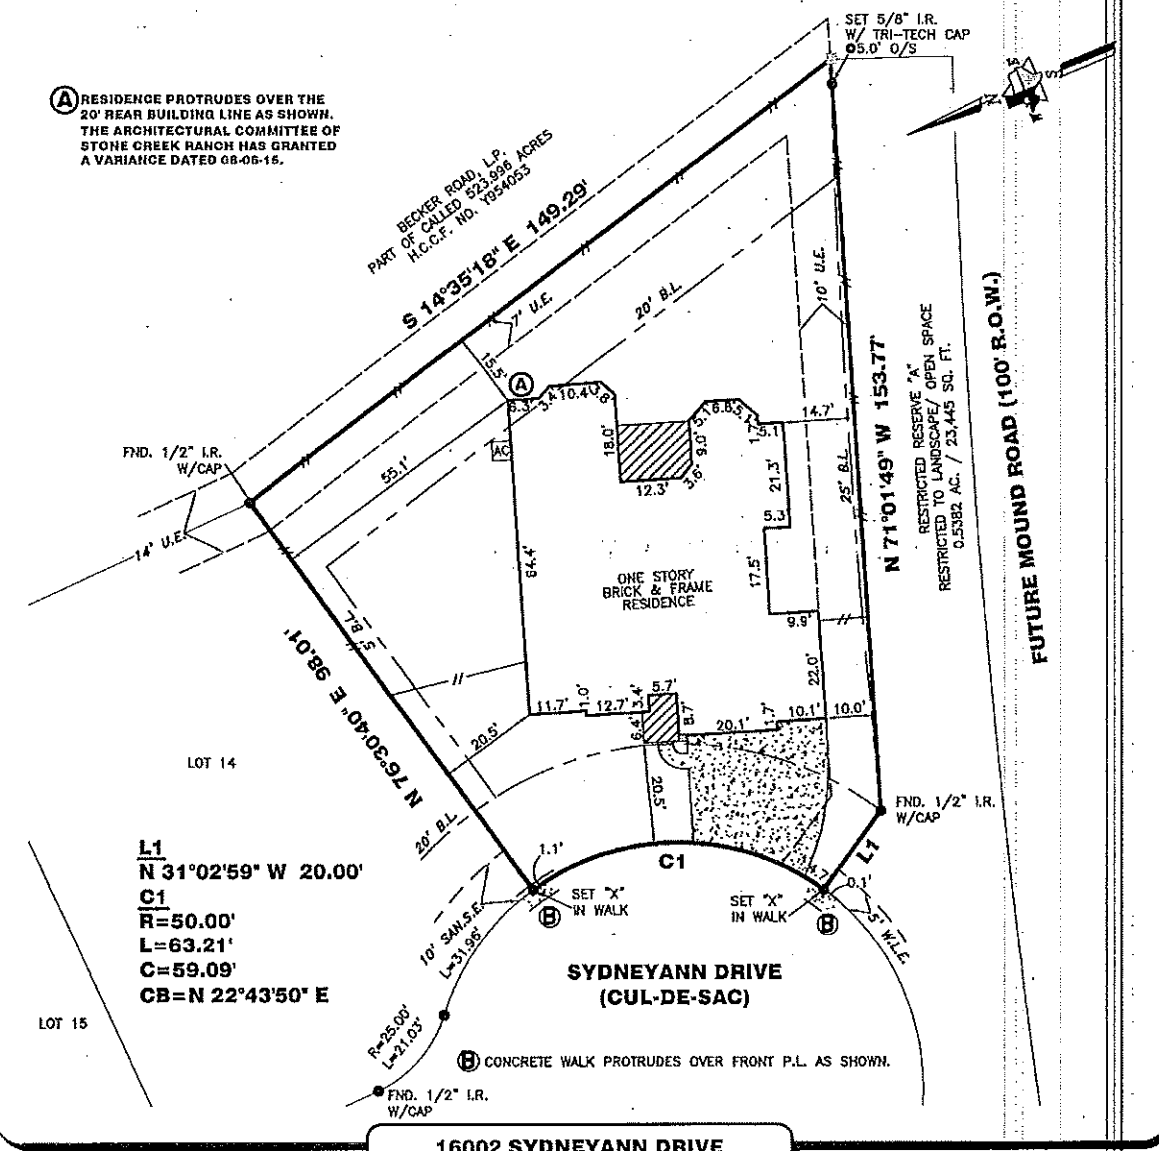 SET 5/8" I.R.
W/ TRI-TECH CAP
@5.0' O/S
A
RESIDENCE PROTRUDES OVER THE
20' REAR BUILDING LINE AS SHOWN.
THE ARCHITECTURAL COMMITTEE OF
STONE CREEK RANCH HAS GRANTED
A VARIANCE DATED 08-06-15.
N
S
BECKER ROAD, L.P.
PART OF CALLED 523.996 ACRES
H.C.C.F. NO. Y954053
S 14°35'18" E 149.29'
7' U.E.
20' B.L.
10' U.E.
15.5'
A
6.3'
3.4'
10.4'
5.1'
6.8'
5.1'
1.7'
5.1'
14.7'
FND. 1/2" I.R.
W/CAP
AC
55.1'
18.0'
9.0'
12.3'
3.6'
21.3'
25' B.L.
N 71°01'49" W 153.77'
RESTRICTED RESERVE "A"
RESTRICTED TO LANDSCAPE/ OPEN SPACE
0.5382 AC. / 23,445 SQ. FT.
FUTURE MOUND ROAD (100' R.O.W.)
14' U.E.
5.3'
64.4'
ONE STORY
BRICK & FRAME
RESIDENCE
17.5'
9.9'
5' B.L.
N 76°30'40" E 98.01'
22.0'
11.7'
1.0'
12.7'
3.4'
5.7'
6.4'
8.7'
20.1'
1.7'
10.1'
10.0'
20.5'
20.5'
LOT 14
20' B.L.
FND. 1/2" I.R.
W/CAP
L1
N 31°02'59" W 20.00'
C1
R=50.00'
L=63.21'
C=59.09'
CB=N 22°43'50" E
1.1'
C1
L1
4.7'
0.1'
SET "X"
IN WALK
B
SET "X"
IN WALK
B
5' W.L.E.
10' SAN.S.E.
L=31.96'
SYDNEYANN DRIVE
(CUL-DE-SAC)
LOT 15
R=25.00'
L=21.03'
B CONCRETE WALK PROTRUDES OVER FRONT P.L. AS SHOWN.
FND. 1/2" I.R.
W/CAP
16002 SYDNEYANN DRIVE